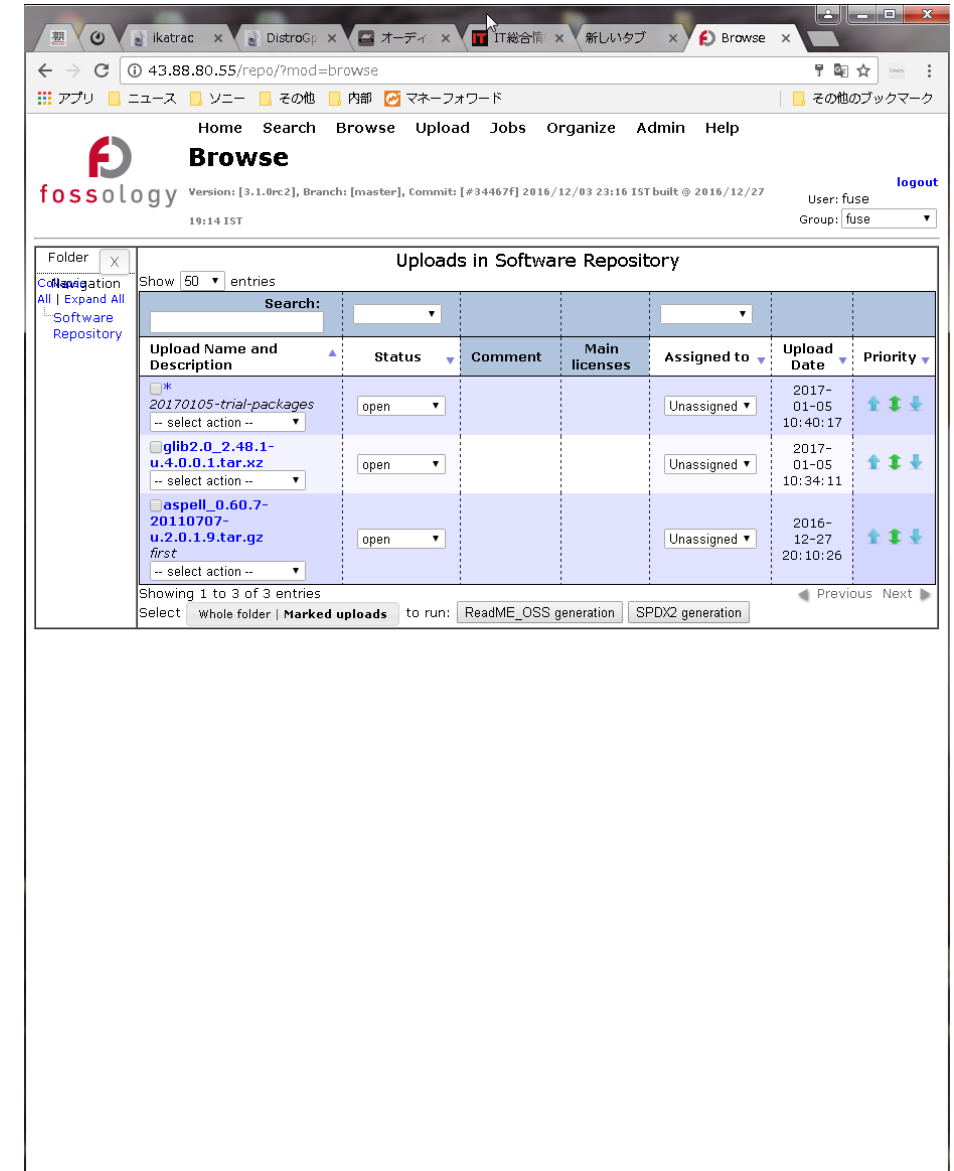 ikatrac
DistroGp
オーディ
IT総合情
新しいタブ
Browse
43.88.80.55/repo/?mod=browse
アプリ ニュース ソニー その他 内部 マネーフォワード その他のブックマーク
Home Search Browse Upload Jobs Organize Admin Help
Browse
fossology
Version: [3.1.0rc2], Branch: [master], Commit: [#34467f] 2016/12/03 23:16 IST built @ 2016/12/27
19:14 IST
logout
User: fuse
Group: fuse
Folder X
Navigation
Collapse
All | Expand All
Software
Repository
Uploads in Software Repository
Show 50 entries
Search:
Upload Name and
Description
Status
Comment
Main
licenses
Assigned to
Upload
Date
Priority
*
20170105-trial-packages
-- select action --
open
Unassigned
2017-
01-05
10:40:17
glib2.0_2.48.1-
u.4.0.0.1.tar.xz
-- select action --
open
Unassigned
2017-
01-05
10:34:11
aspell_0.60.7-
20110707-
u.2.0.1.9.tar.gz
first
-- select action --
open
Unassigned
2016-
12-27
20:10:26
Showing 1 to 3 of 3 entries
Previous Next
Select Whole folder | Marked uploads to run: ReadME_OSS generation SPDX2 generation